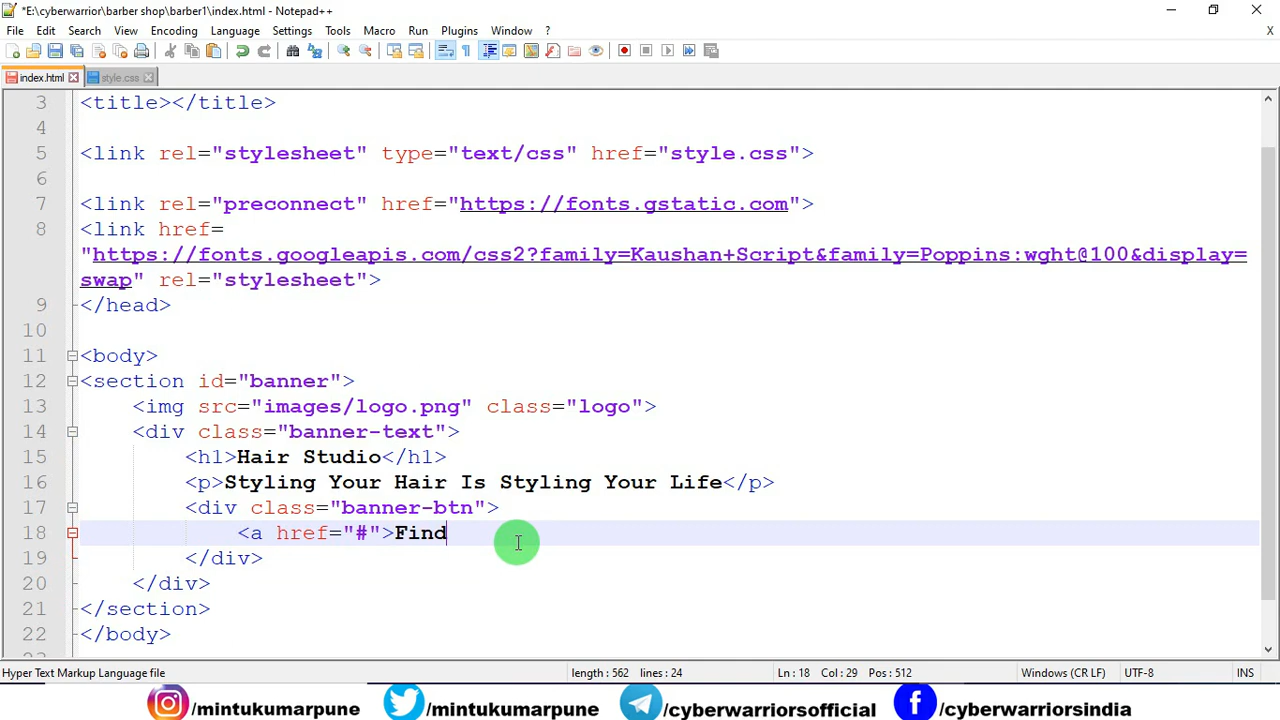 *E:\cyberwarrior\barber shop\barber1\index.html - Notepad++
File Edit Search View Encoding Language Settings Tools Macro Run Plugins Window ? X
index.html style.css
3 <title></title>
4
5 <link rel="stylesheet" type="text/css" href="style.css">
6
7 <link rel="preconnect" href="https://fonts.gstatic.com">
8 <link href=
"https://fonts.googleapis.com/css2?family=Kaushan+Script&family=Poppins:wght@100&display=
swap" rel="stylesheet">
9 </head>
10
11 <body>
12 <section id="banner">
13 <img src="images/logo.png" class="logo">
14 <div class="banner-text">
15 <h1>Hair Studio</h1>
16 <p>Styling Your Hair Is Styling Your Life</p>
17 <div class="banner-btn">
18 <a href="#">Find
19 </div>
20 </div>
21 </section>
22 </body>
Hyper Text Markup Language file length : 562 lines : 24 Ln : 18 Col : 29 Pos : 512 Windows (CR LF) UTF-8 INS
/mintukumarpune /mintukumarpune /cyberwarriorsofficial /cyberwarriorsindia